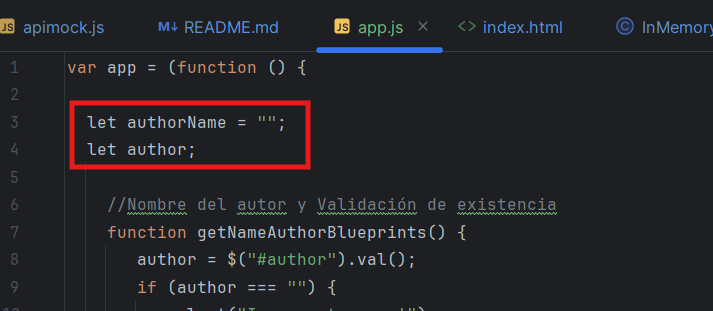 JS apimock.js M↓ README.md JS app.js × <> index.html © InMemory
1 var app = (function () {
2
3 let authorName = "";
4 let author;
5
6 //Nombre del autor y Validación de existencia
7 function getNameAuthorBlueprints() {
8 author = $("#author").val();
9 if (author === "") {